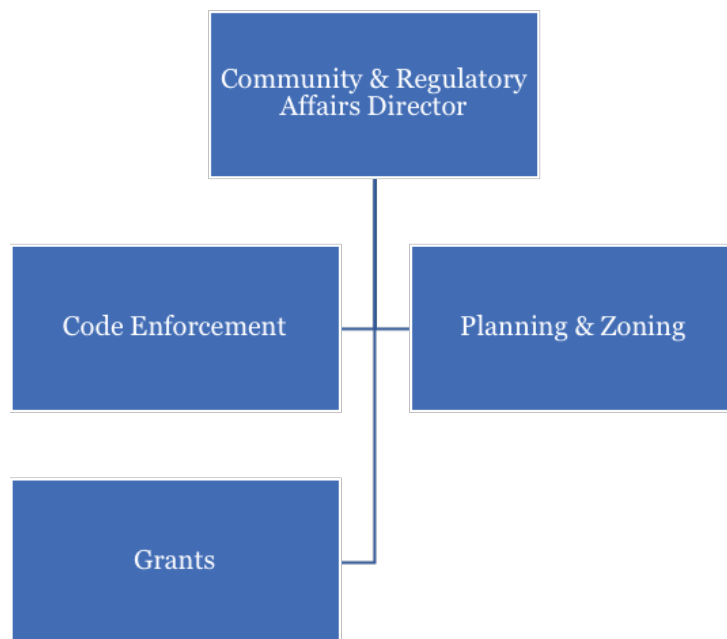 Community & Regulatory
Affairs Director
Code Enforcement
Planning & Zoning
Grants